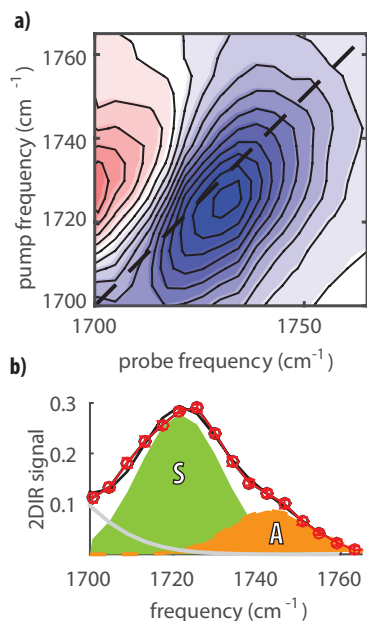 a)
1760
1740
1720
1700
pump frequency (cm⁻¹)
1700 1750
probe frequency (cm⁻¹)
b)
0.3
0.2
0.1
2DIR signal
S
A
1700 1720 1740 1760
frequency (cm⁻¹)